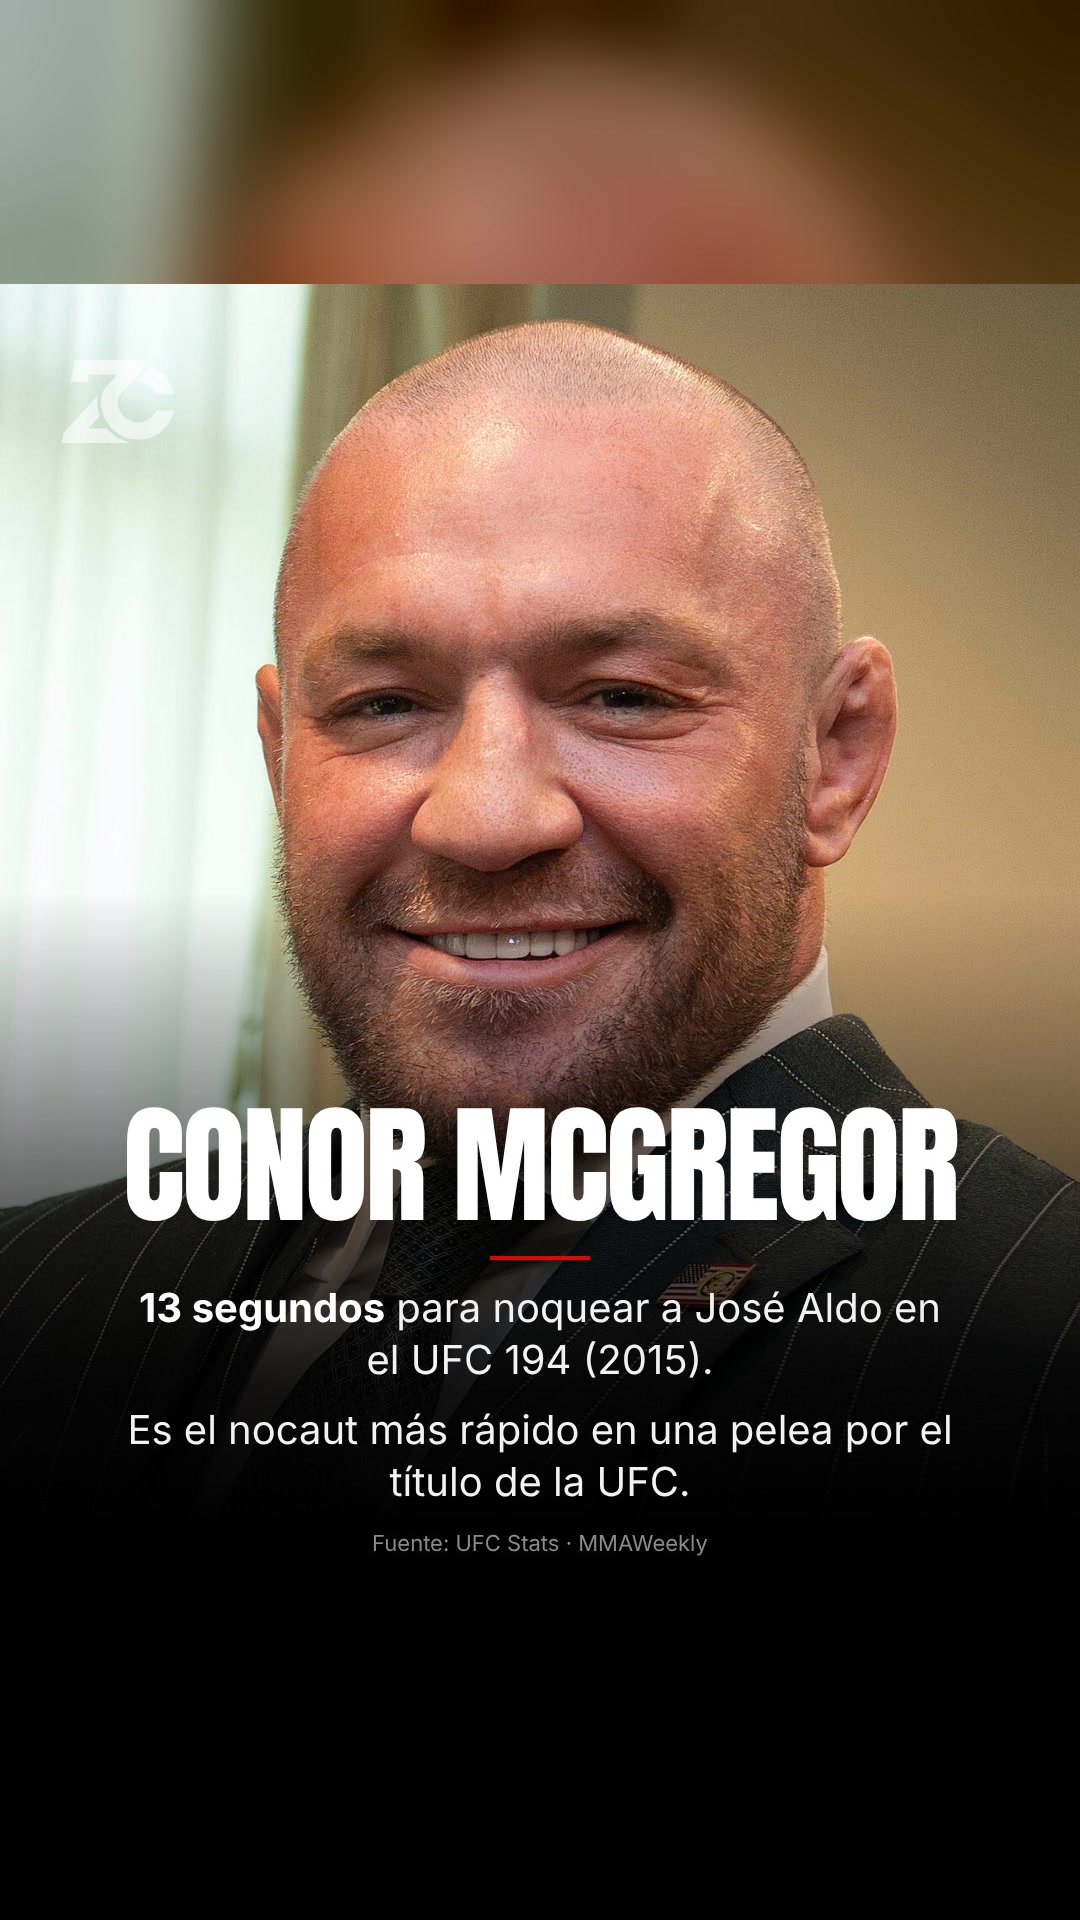 ZC
CONOR MCGREGOR
13 segundos para noquear a José Aldo en
el UFC 194 (2015).
Es el nocaut más rápido en una pelea por el
título de la UFC.
Fuente: UFC Stats · MMAWeekly